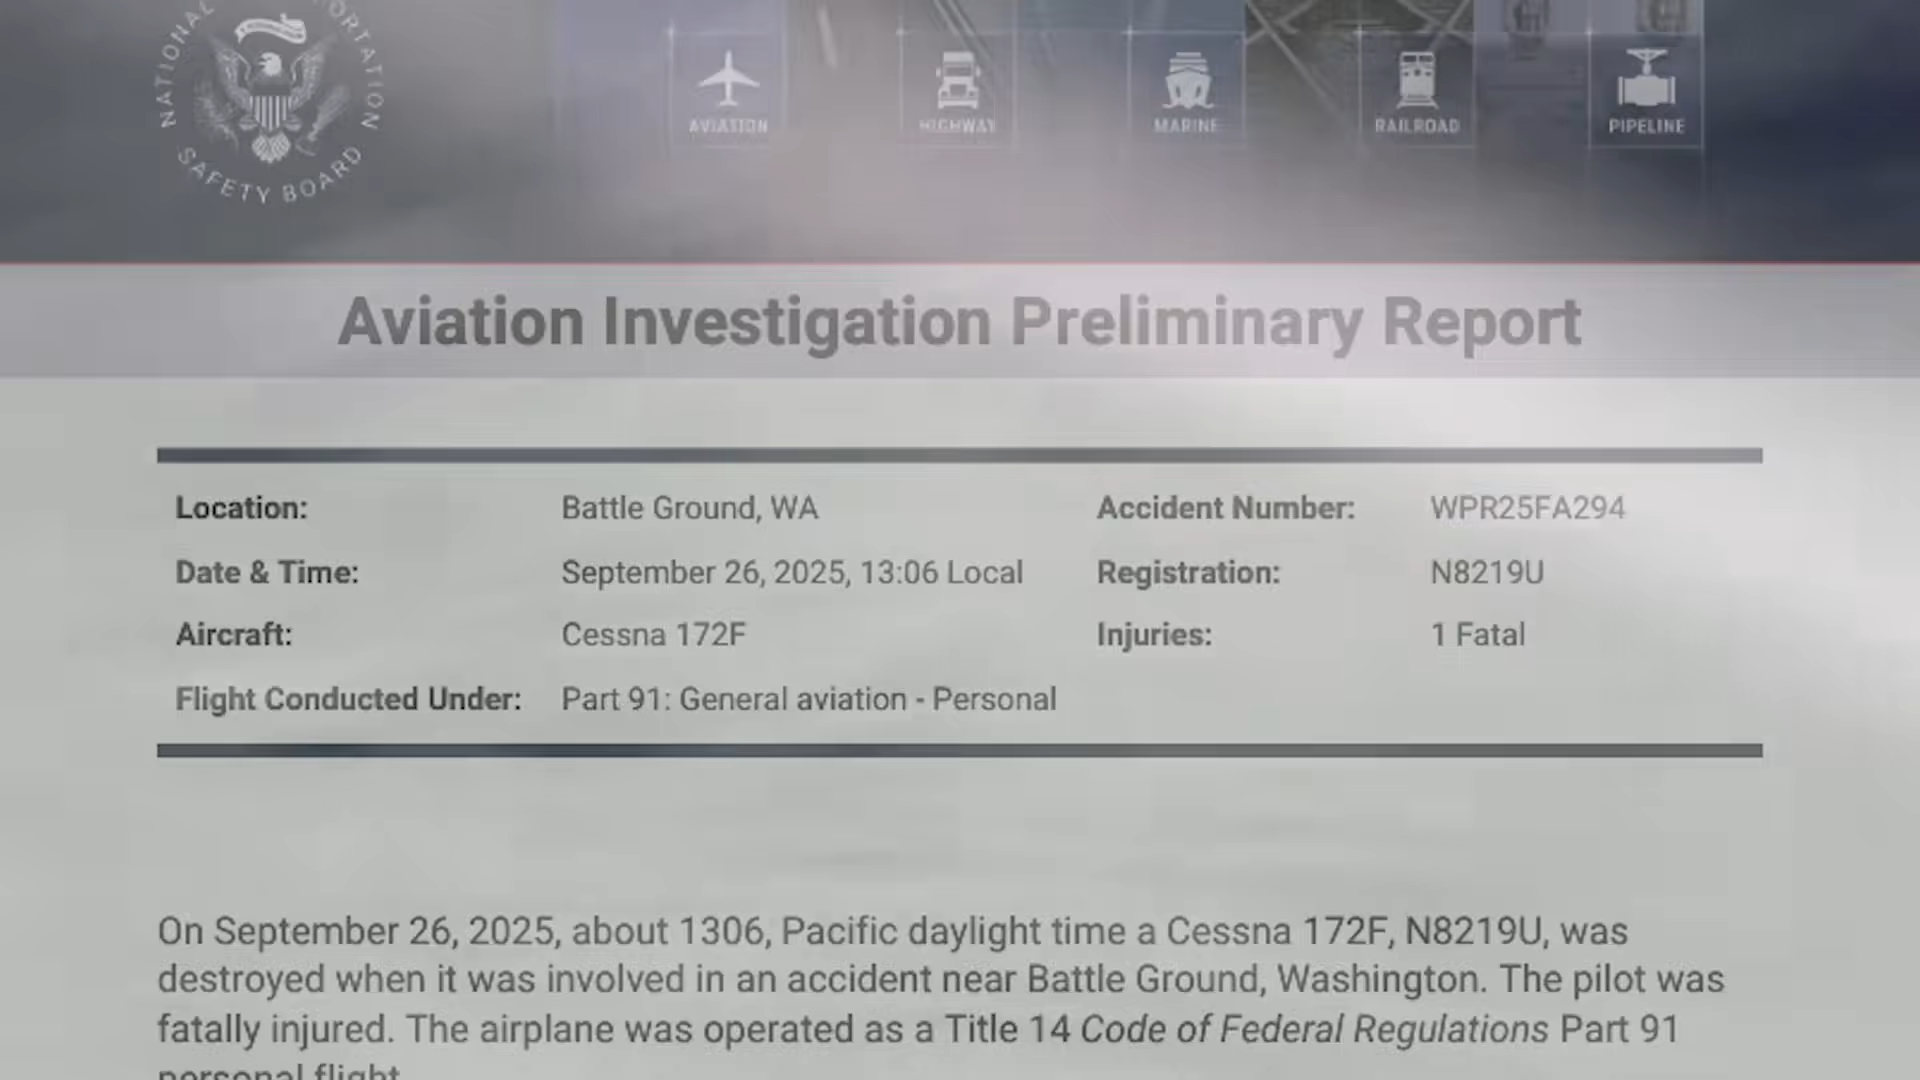 NATIONAL
SAFETY BOARD
AVIATION
HIGHWAY
MARINE
RAILROAD
PIPELINE
Aviation Investigation Preliminary Report
Location: Battle Ground, WA Accident Number: WPR25FA294
Date & Time: September 26, 2025, 13:06 Local Registration: N8219U
Aircraft: Cessna 172F Injuries: 1 Fatal
Flight Conducted Under: Part 91: General aviation - Personal
On September 26, 2025, about 1306, Pacific daylight time a Cessna 172F, N8219U, was
destroyed when it was involved in an accident near Battle Ground, Washington. The pilot was
fatally injured. The airplane was operated as a Title 14 Code of Federal Regulations Part 91
personal flight.